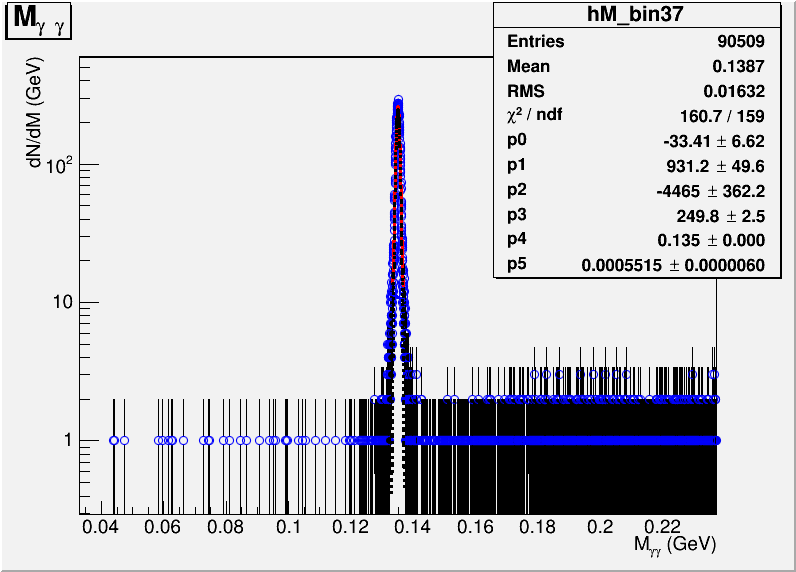 Mγ γ
hM_bin37
Entries 90509
Mean 0.1387
RMS 0.01632
χ² / ndf 160.7 / 159
p0 -33.41 ± 6.62
p1 931.2 ± 49.6
p2 -4465 ± 362.2
p3 249.8 ± 2.5
p4 0.135 ± 0.000
p5 0.0005515 ± 0.0000060
dN/dM (GeV)
10²
10
1
0.04 0.06 0.08 0.1 0.12 0.14 0.16 0.18 0.2 0.22
Mγγ (GeV)